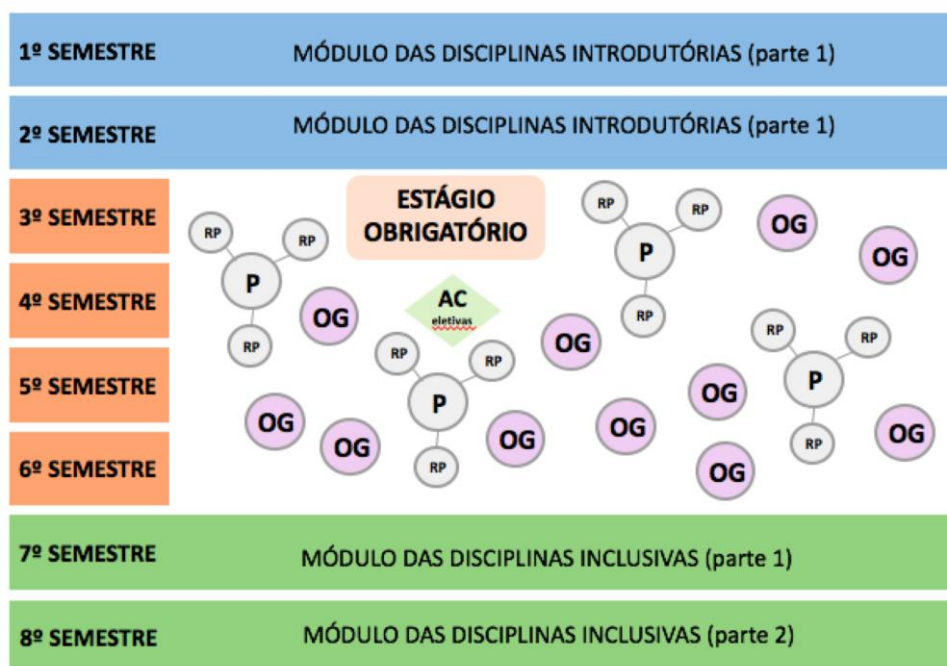 1º SEMESTRE MÓDULO DAS DISCIPLINAS INTRODUTÓRIAS (parte 1)
2º SEMESTRE MÓDULO DAS DISCIPLINAS INTRODUTÓRIAS (parte 1)
3º SEMESTRE
ESTÁGIO
OBRIGATÓRIO
RP RP RP RP OG
P P OG
4º SEMESTRE
AC
eletivas
OG RP
RP OG RP RP
RP RP
5º SEMESTRE
P P OG
OG OG OG
6º SEMESTRE
OG OG RP
RP OG
7º SEMESTRE MÓDULO DAS DISCIPLINAS INCLUSIVAS (parte 1)
8º SEMESTRE MÓDULO DAS DISCIPLINAS INCLUSIVAS (parte 2)